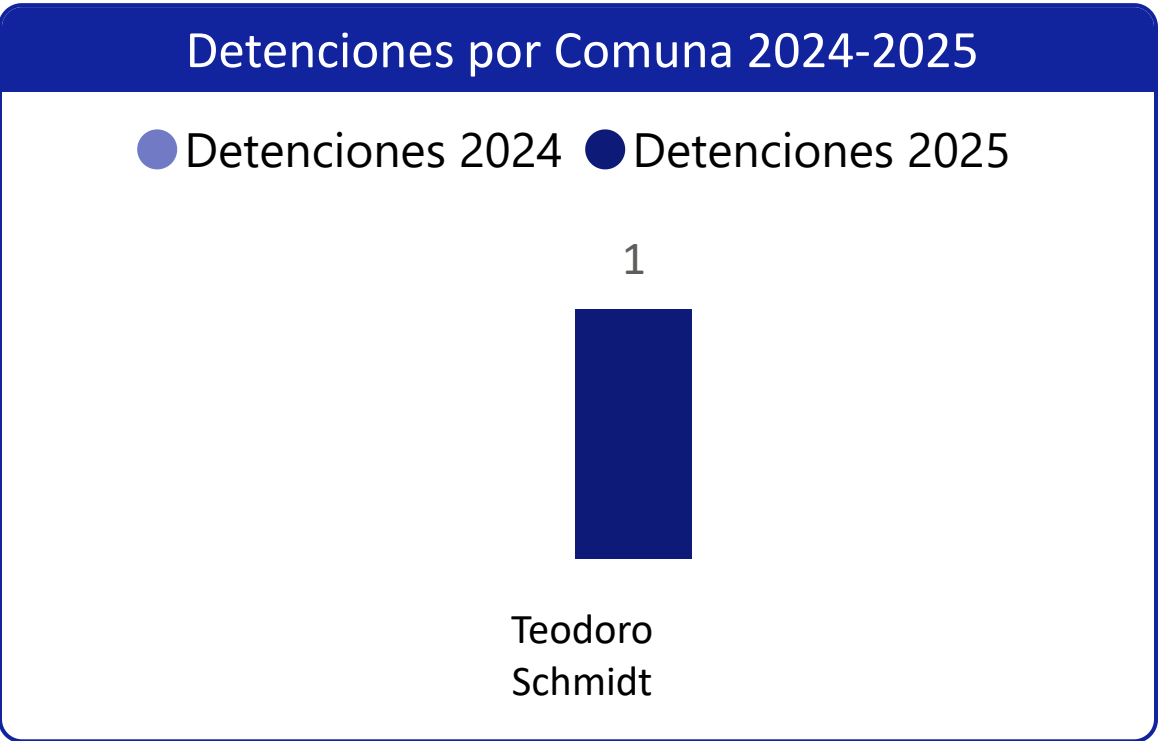 Detenciones por Comuna 2024-2025
Detenciones 2024 Detenciones 2025
1
Teodoro
Schmidt